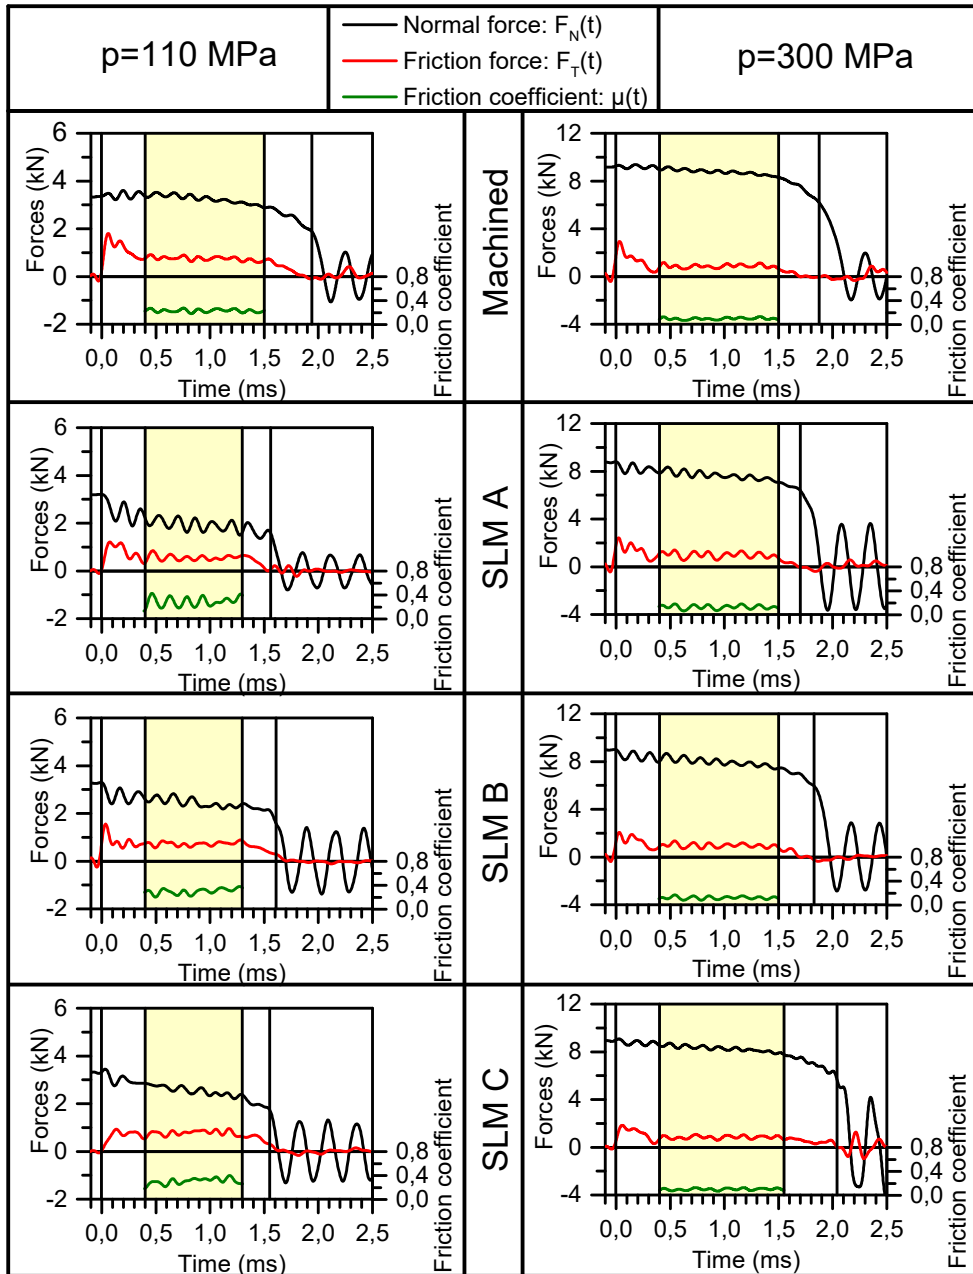 p=110 MPa
Normal force: F_N(t)
Friction force: F_T(t)
Friction coefficient: µ(t)
p=300 MPa
Forces (kN)
6
4
2
0
-2
0,8
0,4
0,0
Friction coefficient
0,0 0,5 1,0 1,5 2,0 2,5
Time (ms)
Machined
Forces (kN)
12
8
4
0
-4
0,8
0,4
0,0
Friction coefficient
0,0 0,5 1,0 1,5 2,0 2,5
Time (ms)
Forces (kN)
6
4
2
0
-2
0,8
0,4
0,0
Friction coefficient
0,0 0,5 1,0 1,5 2,0 2,5
Time (ms)
SLM A
Forces (kN)
12
8
4
0
-4
0,8
0,4
0,0
Friction coefficient
0,0 0,5 1,0 1,5 2,0 2,5
Time (ms)
Forces (kN)
6
4
2
0
-2
0,8
0,4
0,0
Friction coefficient
0,0 0,5 1,0 1,5 2,0 2,5
Time (ms)
SLM B
Forces (kN)
12
8
4
0
-4
0,8
0,4
0,0
Friction coefficient
0,0 0,5 1,0 1,5 2,0 2,5
Time (ms)
Forces (kN)
6
4
2
0
-2
0,8
0,4
0,0
Friction coefficient
0,0 0,5 1,0 1,5 2,0 2,5
Time (ms)
SLM C
Forces (kN)
12
8
4
0
-4
0,8
0,4
0,0
Friction coefficient
0,0 0,5 1,0 1,5 2,0 2,5
Time (ms)